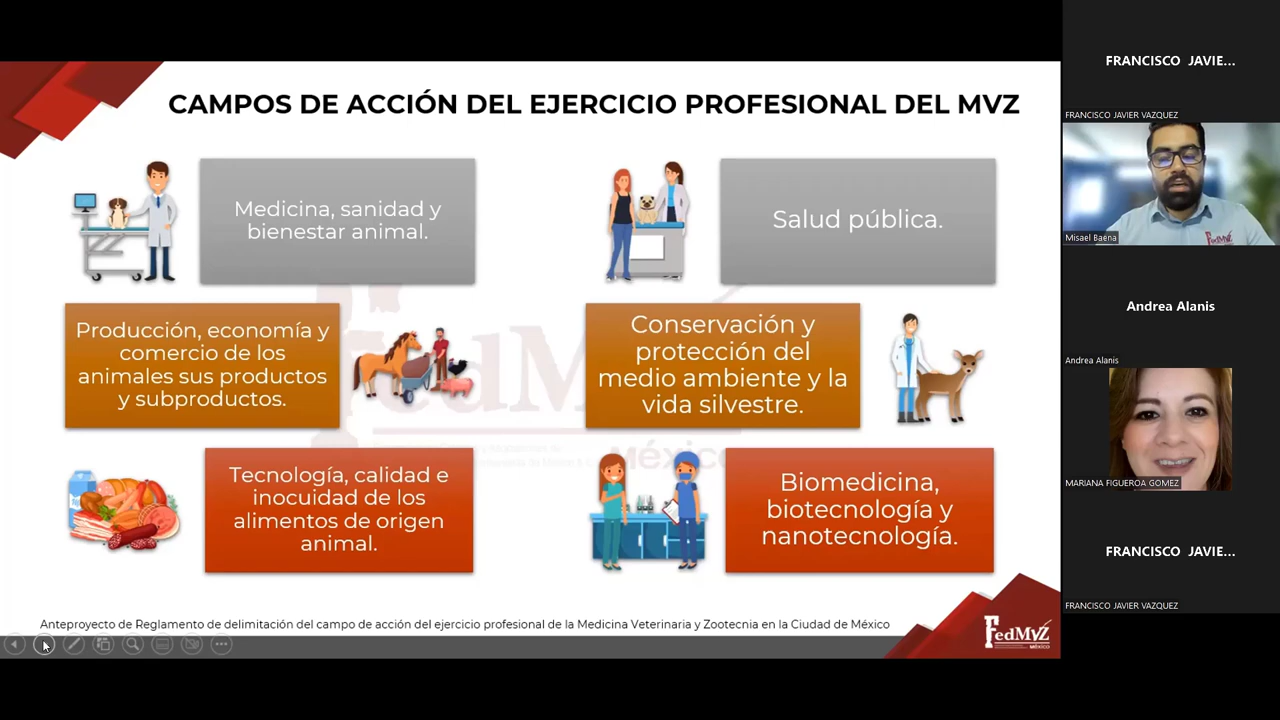 CAMPOS DE ACCIÓN DEL EJERCICIO PROFESIONAL DEL MVZ
Medicina, sanidad y
bienestar animal.
Salud pública.
Producción, economía y
comercio de los
animales sus productos
y subproductos.
Conservación y
protección del
medio ambiente y la
vida silvestre.
Tecnología, calidad e
inocuidad de los
alimentos de origen
animal.
Biomedicina,
biotecnología y
nanotecnología.
Anteproyecto de Reglamento de delimitación del campo de acción del ejercicio profesional de la Medicina Veterinaria y Zootecnia en la Ciudad de México
FedMVZ
México
FRANCISCO JAVIE...
FRANCISCO JAVIER VAZQUEZ
FedMVZ
Misael Baena
Andrea Alanis
Andrea Alanis
MARIANA FIGUEROA GOMEZ
FRANCISCO JAVIE...
FRANCISCO JAVIER VAZQUEZ